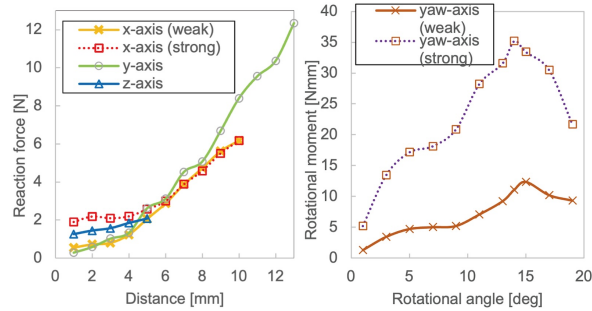 x-axis (weak)
x-axis (strong)
y-axis
z-axis
Reaction force [N]
12
10
8
6
4
2
0
0 2 4 6 8 10 12
Distance [mm]
yaw-axis
(weak)
yaw-axis
(strong)
Rotational moment [Nmm]
40
35
30
25
20
15
10
5
0
0 5 10 15 20
Rotational angle [deg]